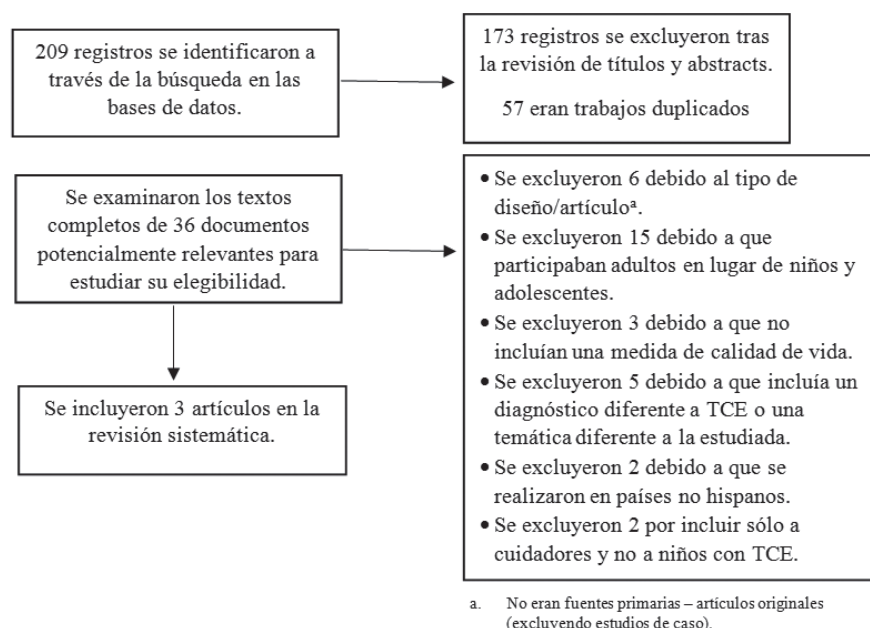 209 registros se identificaron a
través de la búsqueda en las
bases de datos.
173 registros se excluyeron tras
la revisión de títulos y abstracts.
57 eran trabajos duplicados
Se examinaron los textos
completos de 36 documentos
potencialmente relevantes para
estudiar su elegibilidad.
• Se excluyeron 6 debido al tipo de
diseño/artículoª.
• Se excluyeron 15 debido a que
participaban adultos en lugar de niños y
adolescentes.
• Se excluyeron 3 debido a que no
incluían una medida de calidad de vida.
• Se excluyeron 5 debido a que incluía un
diagnóstico diferente a TCE o una
temática diferente a la estudiada.
• Se excluyeron 2 debido a que se
realizaron en países no hispanos.
• Se excluyeron 2 por incluir sólo a
cuidadores y no a niños con TCE.
Se incluyeron 3 artículos en la
revisión sistemática.
a. No eran fuentes primarias – artículos originales
(excluyendo estudios de caso).